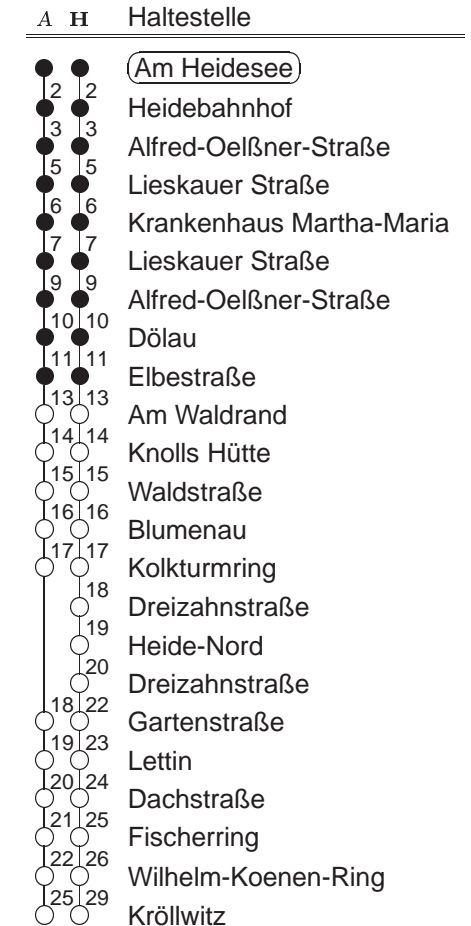 A H Haltestelle
Am Heidesee
2 2
Heidebahnhof
3 3
Alfred-Oelßner-Straße
5 5
Lieskauer Straße
6 6
Krankenhaus Martha-Maria
7 7
Lieskauer Straße
9 9
Alfred-Oelßner-Straße
10 10
Dölau
11 11
Elbestraße
13 13
Am Waldrand
14 14
Knolls Hütte
15 15
Waldstraße
16 16
Blumenau
17 17
Kolkturmring
18
Dreizahnstraße
19
Heide-Nord
20
Dreizahnstraße
18 22
Gartenstraße
19 23
Lettin
20 24
Dachstraße
21 25
Fischerring
22 26
Wilhelm-Koenen-Ring
25 29
Kröllwitz